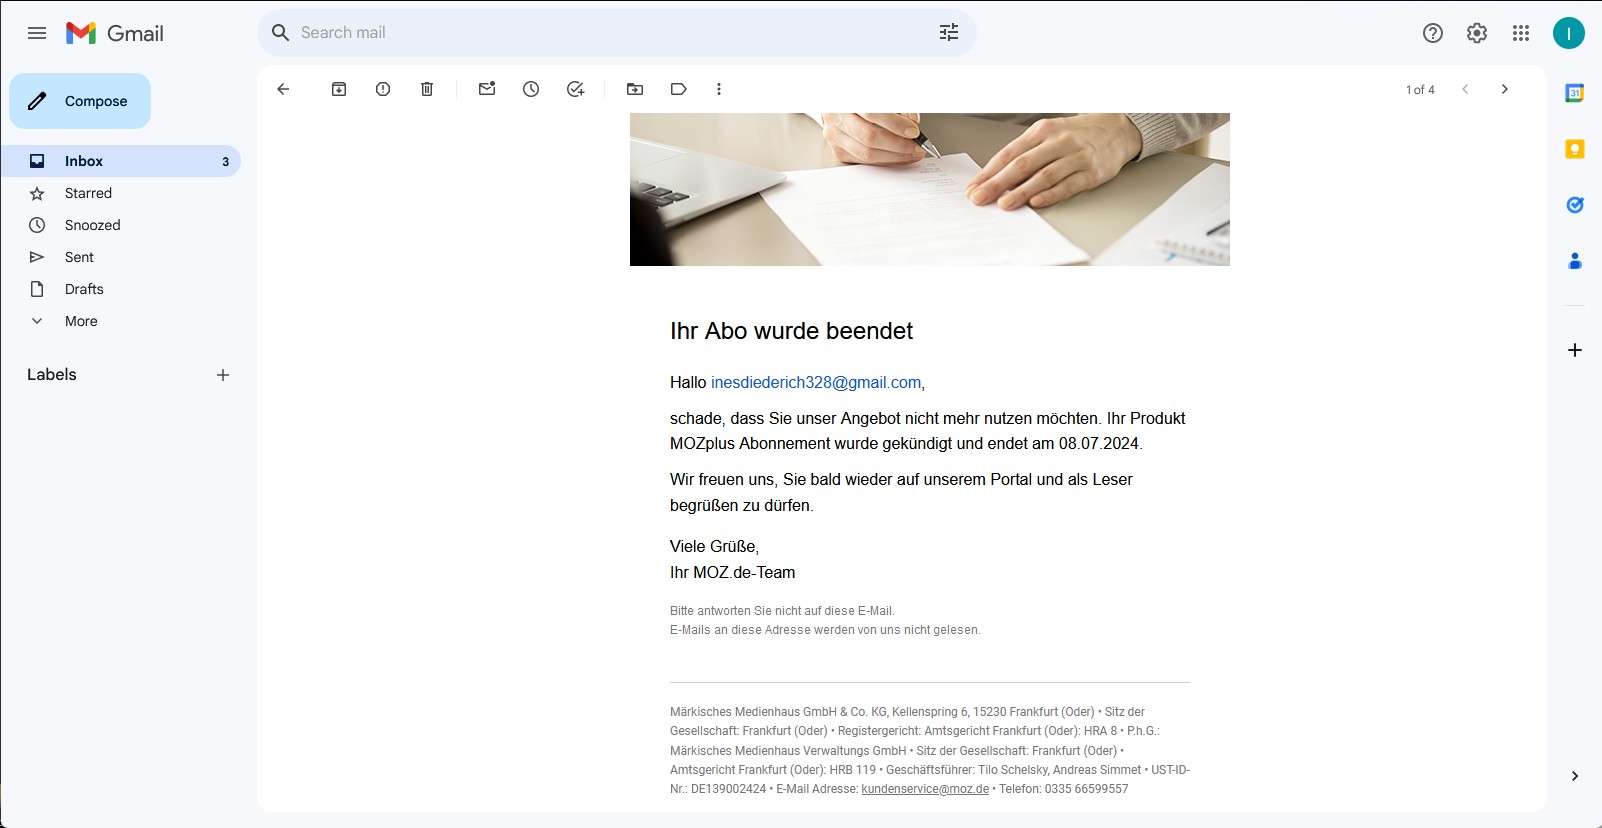 Gmail
Search mail
I
Compose
1 of 4
31
Inbox 3
Starred
Snoozed
Sent
Drafts
More
Labels
Ihr Abo wurde beendet
Hallo inesdiederich328@gmail.com,
schade, dass Sie unser Angebot nicht mehr nutzen möchten. Ihr Produkt
MOZplus Abonnement wurde gekündigt und endet am 08.07.2024.
Wir freuen uns, Sie bald wieder auf unserem Portal und als Leser
begrüßen zu dürfen.
Viele Grüße,
Ihr MOZ.de-Team
Bitte antworten Sie nicht auf diese E-Mail.
E-Mails an diese Adresse werden von uns nicht gelesen.
Märkisches Medienhaus GmbH & Co. KG, Kellenspring 6, 15230 Frankfurt (Oder) • Sitz der
Gesellschaft: Frankfurt (Oder) • Registergericht: Amtsgericht Frankfurt (Oder): HRA 8 • P.h.G.:
Märkisches Medienhaus Verwaltungs GmbH • Sitz der Gesellschaft: Frankfurt (Oder) •
Amtsgericht Frankfurt (Oder): HRB 119 • Geschäftsführer: Tilo Schelsky, Andreas Simmet • UST-ID-
Nr.: DE139002424 • E-Mail Adresse: kundenservice@moz.de • Telefon: 0335 66599557